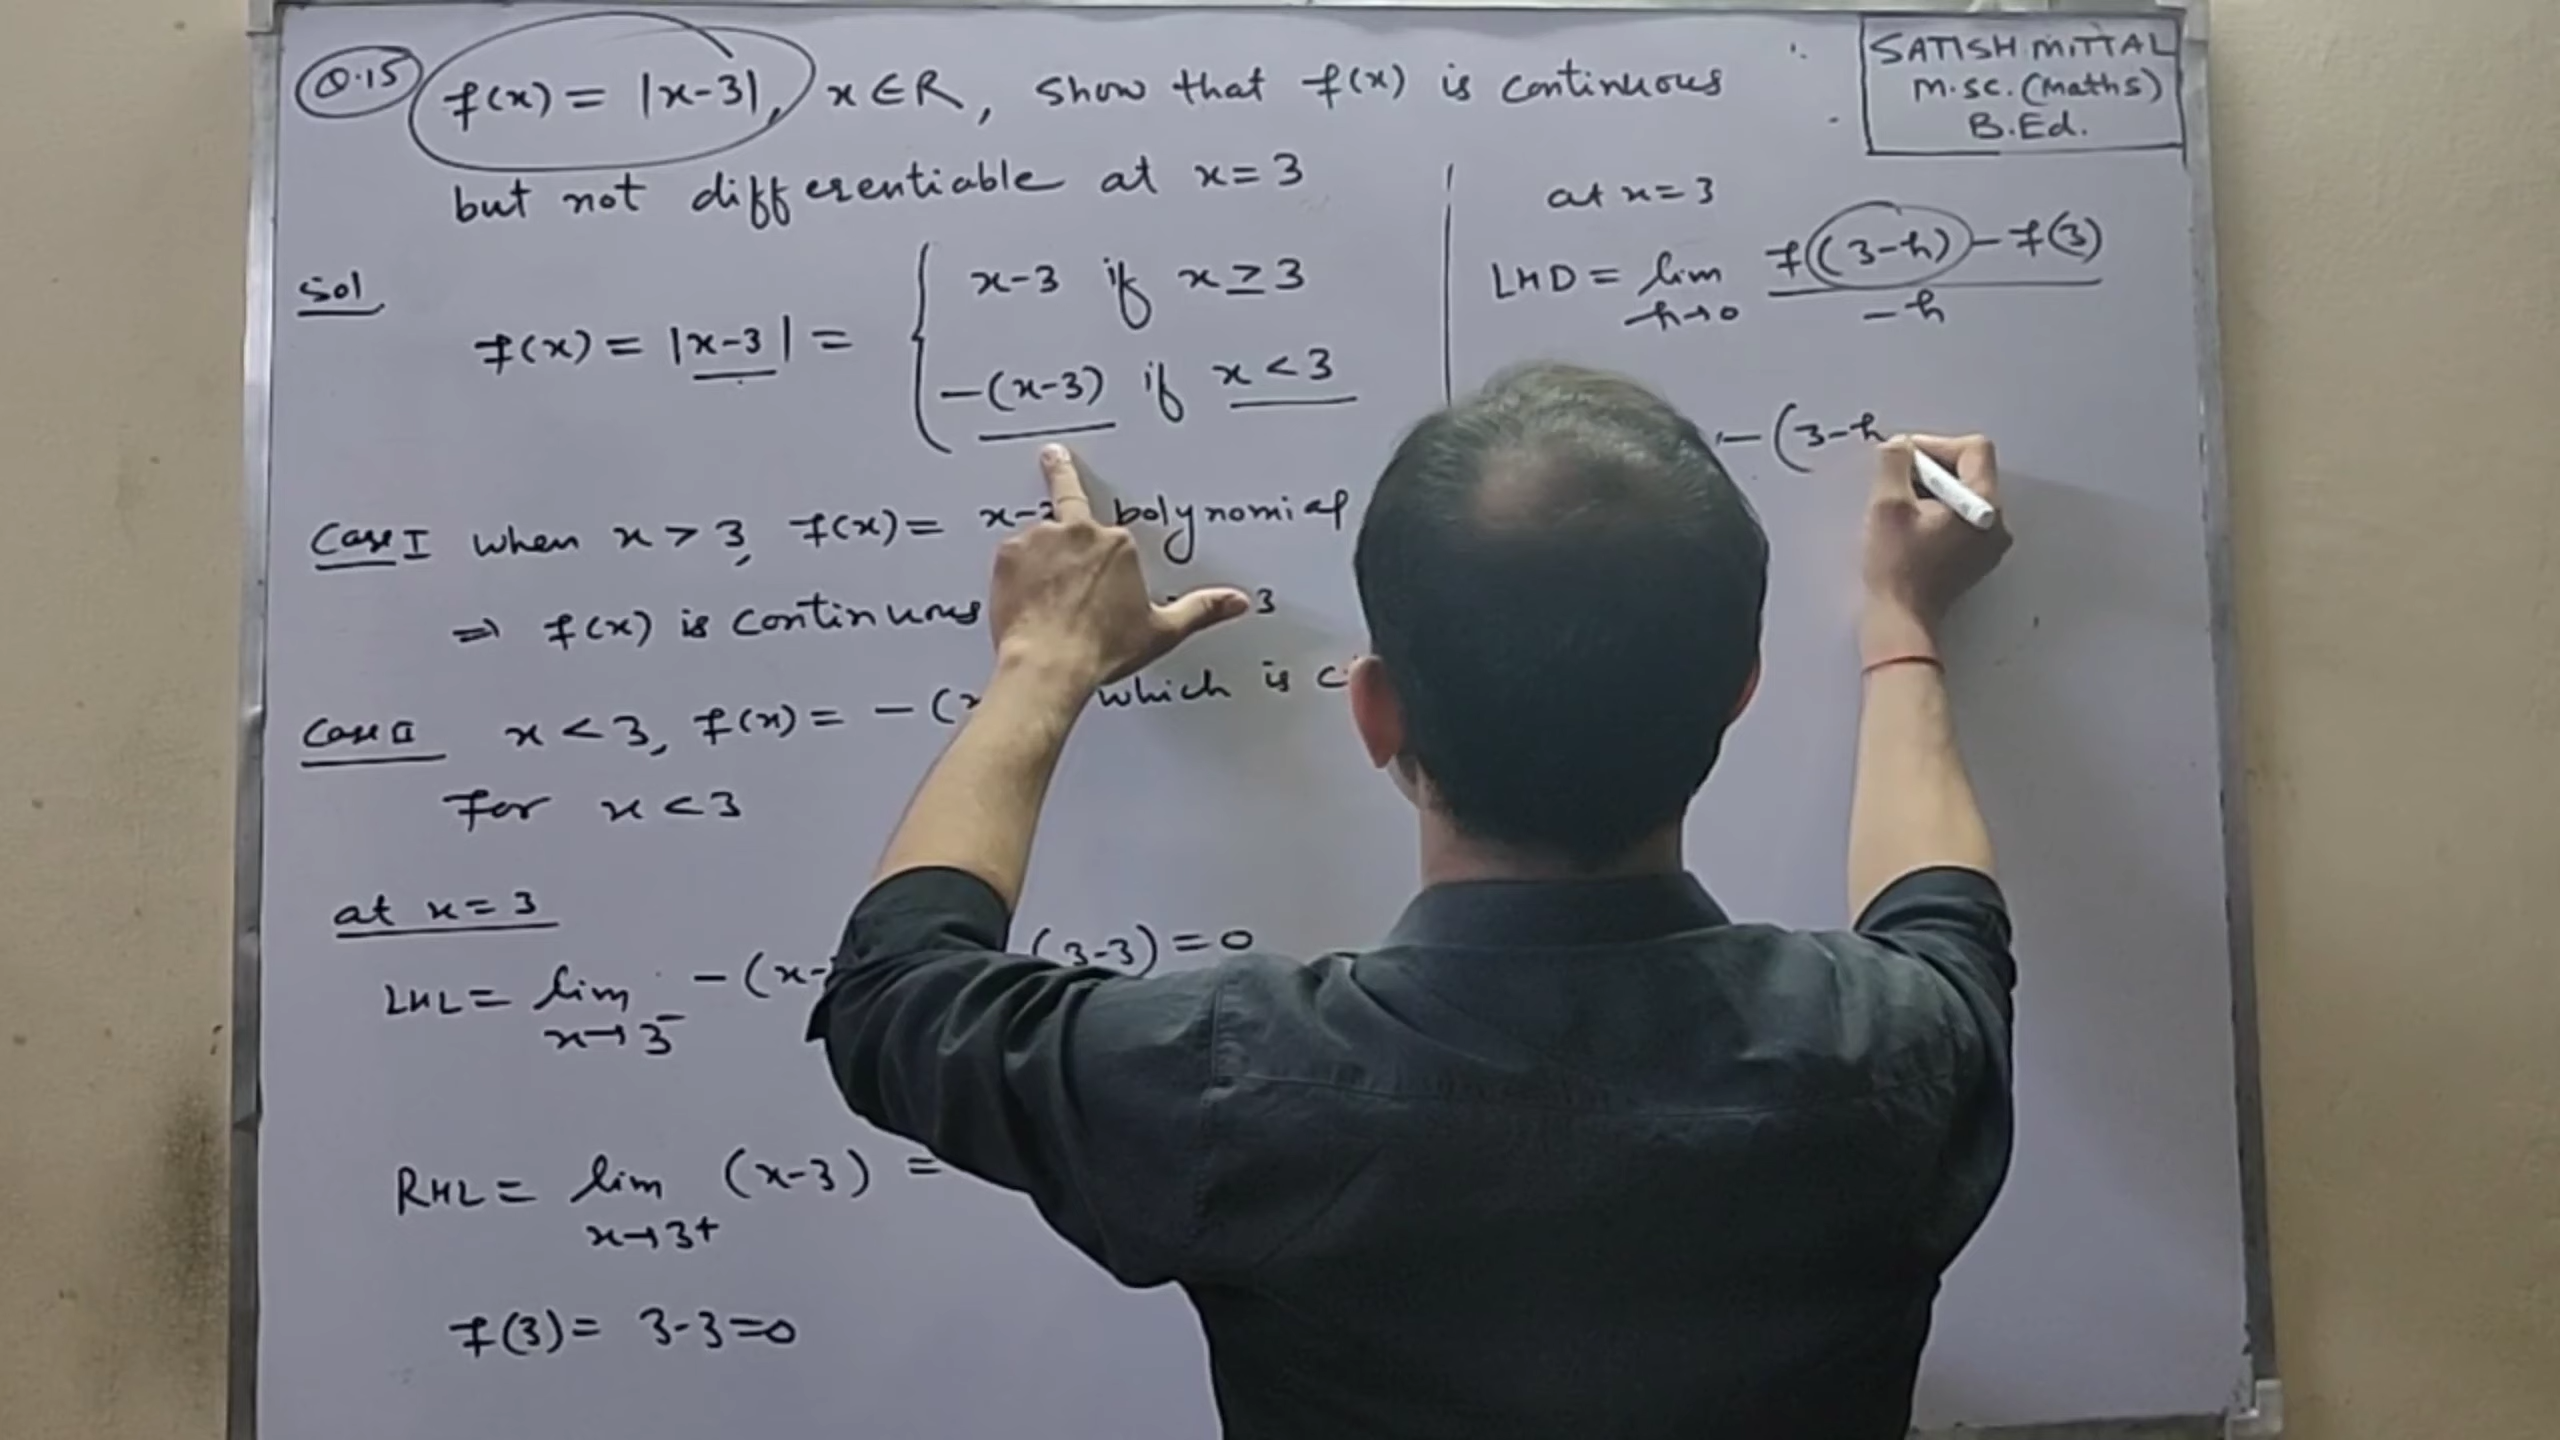 Q.15 f(x) = |x-3|, x∈R, Show that f(x) is continuous
but not differentiable at x=3
SATISH MITTAL
M.Sc. (Maths)
B.Ed.
Sol
f(x) = |x-3| = { x-3 if x ≥ 3
-(x-3) if x < 3
Case I when x > 3, f(x) = x-3 polynomial
⇒ f(x) is continuous 3
Case II x < 3, f(x) = -(x which is
For x < 3
at x = 3
LHL = lim x→3⁻ -(x- (3-3) = 0
RHL = lim x→3+ (x-3) =
f(3) = 3-3=0
at x = 3
LHD = lim h→0 f(3-h) - f(3) / -h
-(3-h